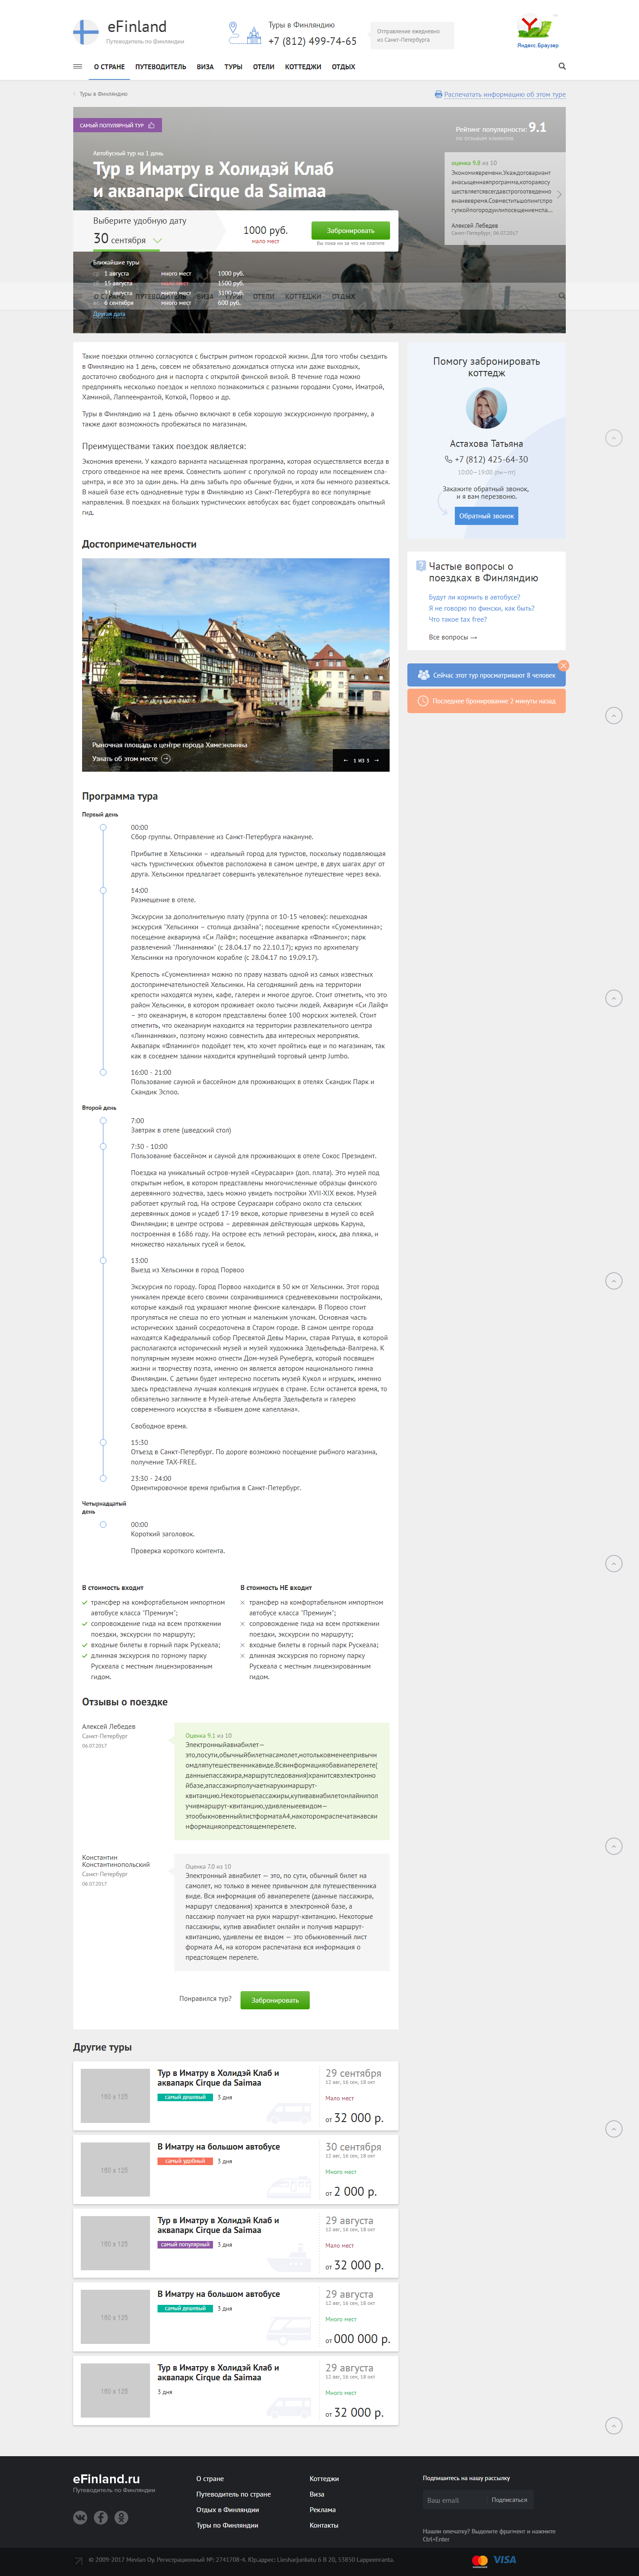 eFinland
Путеводитель по Финляндии
Туры в Финляндию
+7 (812) 499-74-65
Отправление ежедневно
из Санкт-Петербурга
Яндекс.Браузер
О СТРАНЕ ПУТЕВОДИТЕЛЬ ВИЗА ТУРЫ ОТЕЛИ КОТТЕДЖИ ОТДЫХ
Туры в Финляндию
Распечатать информацию об этом туре
САМЫЙ ПОПУЛЯРНЫЙ ТУР
Рейтинг популярности: 9.1
по отзывам клиентов
Автобусный тур на 1 день
Тур в Иматру в Холидэй Клаб
и аквапарк Cirque da Saimaa
оценка 9.8 из 10
Экономиявремени.Укаждоговариант
анасыщеннаяпрограмма,котораяосу
ществляетсявсегдавстроготведенно
енанеевремя.Совместитьшопингспро
гулкойпогородуилипосещениемспа...
Алексей Лебедев
Санкт-Петербург, 06.07.2017
Выберите удобную дату
30 сентября
1000 руб.
мало мест
Забронировать
Вы пока ни за что не платите
Ближайшие туры
ср 1 августа много мест 1000 руб.
ср 15 августа мало мест 1500 руб.
31 августа много мест 3100 руб.
О СТРАНЕ ПУТЕВОДИТЕЛЬ ВИЗА ТУРЫ ОТЕЛИ КОТТЕДЖИ ОТДЫХ
6 сентября много мест 600 руб.
Другая дата
Такие поездки отлично согласуются с быстрым ритмом городской жизни. Для того чтобы съездить
в Финляндию на 1 день, совсем не обязательно дожидаться отпуска или даже выходных,
достаточно свободного дня и паспорта с открытой финской визой. В течение года можно
предпринять несколько поездок и неплохо познакомиться с разными городами Суоми, Иматрой,
Хаминой, Лаппеенрантой, Коткой, Порвоо и др.
Туры в Финляндию на 1 день обычно включают в себя хорошую экскурсионную программу, а
также дают возможность пробежаться по магазинам.
Преимуществами таких поездок является:
Экономия времени. У каждого варианта насыщенная программа, которая осуществляется всегда в
строго отведенное на нее время. Совместить шопинг с прогулкой по городу или посещением спа-
центра, и все это за один день. На день забыть про обычные будни, и хотя бы немного развеяться.
В нашей базе есть однодневные туры в Финляндию из Санкт-Петербурга во все популярные
направления. В поездках на больших туристических автобусах вас будет сопровождать опытный
гид.
Помогу забронировать
коттедж
Астахова Татьяна
+7 (812) 425-64-30
10:00—19:00 (пн—пт)
Закажите обратный звонок,
и я вам перезвоню.
Обратный звонок
Частые вопросы о
поездках в Финляндию
Будут ли кормить в автобусе?
Я не говорю по фински, как быть?
Что такое tax free?
Все вопросы →
Сейчас этот тур просматривают 8 человек
Последнее бронирование 2 минуты назад
Достопримечательности
Рыночная площадь в центре города Хямеэнлинна
Узнать об этом месте
← 1 ИЗ 3 →
Программа тура
Первый день
00:00
Сбор группы. Отправление из Санкт-Петербурга накануне.
Прибытие в Хельсинки – идеальный город для туристов, поскольку подавляющая
часть туристических объектов расположена в самом центре, в двух шагах друг от
друга. Хельсинки предлагает совершить увлекательное путешествие через века.
14:00
Размещение в отеле.
Экскурсии за дополнительную плату (группа от 10-15 человек): пешеходная
экскурсия "Хельсинки – столица дизайна"; посещение крепости «Суоменлинна»;
посещение аквариума «Си Лайф»; посещение аквапарка «Фламинго»; парк
развлечений "Линнанмяки" (с 28.04.17 по 22.10.17); круиз по архипелагу
Хельсинки на прогулочном корабле (с 28.04.17 по 19.09.17).
Крепость «Суоменлинна» можно по праву назвать одной из самых известных
достопримечательностей Хельсинки. На сегодняшний день на территории
крепости находятся музеи, кафе, галереи и многое другое. Стоит отметить, что это
район Хельсинки, в котором проживает около тысячи людей. Аквариум «Си Лайф»
– это океанариум, в котором представлены более 100 морских жителей. Стоит
отметить, что океанариум находится на территории развлекательного центра
«Линнанмяки», поэтому можно совместить два интересных мероприятия.
Аквапарк «Фламинго» подойдет тем, кто хочет пройтись еще и по магазинам, так
как в соседнем здании находится крупнейший торговый центр Jumbo.
16:00 - 21:00
Пользование сауной и бассейном для проживающих в отелях Скандик Парк и
Скандик Эспоо.
Второй день
7:00
Завтрак в отеле (шведский стол)
7:30 - 10:00
Пользование бассейном и сауной для проживающих в отеле Сокос Президент.
Поездка на уникальный остров-музей «Сеурасаари» (доп. плата). Это музей под
открытым небом, в котором представлены многочисленные образцы финского
деревянного зодчества, здесь можно увидеть постройки XVII-XIX веков. Музей
работает круглый год. На острове Сеурасаари собрано около ста сельских
деревянных домов и усадеб 17-19 веков, которые привезены в музей со всей
Финляндии; в центре острова – деревянная действующая церковь Каруна,
построенная в 1686 году. На острове есть летний ресторан, киоск, два пляжа, и
множество нахальных гусей и белок.
13:00
Выезд из Хельсинки в город Порвоо
Экскурсия по городу. Город Порвоо находится в 50 км от Хельсинки. Этот город
уникален прежде всего своими сохранившимися средневековыми постройками,
которые каждый год украшают многие финские календари. В Порвоо стоит
прогуляться не спеша по его уютным и маленьким улочкам. Основная часть
исторических зданий сосредоточена в Старом городе. В самом центре города
находятся Кафедральный собор Пресвятой Девы Марии, старая Ратуша, в которой
располагаются исторический музей и музей художника Эдельфельда-Валгрена. К
популярным музеям можно отнести Дом-музей Рунеберга, который посвящен
жизни и творчеству поэта, именно он является автором национального гимна
Финляндии. С детьми будет интересно посетить музей Кукол и игрушек, именно
здесь представлена лучшая коллекция игрушек в стране. Если останется время, то
обязательно загляните в Музей-ателье Альберта Эдельфельта и галерею
современного искусства в «Бывшем доме капеллана».
Свободное время.
15:30
Отъезд в Санкт-Петербург. По дороге возможно посещение рыбного магазина,
получение TAX-FREE.
23:30 - 24:00
Ориентировочное время прибытия в Санкт-Петербург.
Четырнадцатый
день
00:00
Короткий заголовок.
Проверка короткого контента.
В стоимость входит
трансфер на комфортабельном импортном
автобусе класса "Премиум";
сопровождение гида на всем протяжении
поездки, экскурсии по маршруту;
входные билеты в горный парк Рускеала;
длинная экскурсия по горному парку
Рускеала с местным лицензированным
гидом.
В стоимость НЕ входит
трансфер на комфортабельном импортном
автобусе класса "Премиум";
сопровождение гида на всем протяжении
поездки, экскурсии по маршруту;
входные билеты в горный парк Рускеала;
длинная экскурсия по горному парку
Рускеала с местным лицензированным
гидом.
Отзывы о поездке
Алексей Лебедев
Санкт-Петербург
06.07.2017
Оценка 9.1 из 10
Электронныйавиабилет—
это,посути,обычныйбилетнасамолет,нотольковменеепривычн
омдляпутешественникавиде.Всяинформацияобавиаперелете(
данныепассажира,маршрутследования)хранитсявэлектронно
йбазе,апассажирполучаетнарукимаршрут-
квитанцию.Некоторыепассажиры,купивавиабилетонлайнипол
учивмаршрут-квитанцию,удивленыеевидом—
этообыкновенныйлистформатаА4,накоторомраспечатанавсяи
нформацияопредстоящемперелете.
Константин
Константинопольский
Санкт-Петербург
06.07.2017
Оценка 7.0 из 10
Электронный авиабилет — это, по сути, обычный билет на
самолет, но только в менее привычном для путешественника
виде. Вся информация об авиаперелете (данные пассажира,
маршрут следования) хранится в электронной базе, а
пассажир получает на руки маршрут-квитанцию. Некоторые
пассажиры, купив авиабилет онлайн и получив маршрут-
квитанцию, удивлены ее видом — это обыкновенный лист
формата А4, на котором распечатана вся информация о
предстоящем перелете.
Понравился тур?
Забронировать
Другие туры
160 x 125
Тур в Иматру в Холидэй Клаб и
аквапарк Cirque da Saimaa
самый дешевый 3 дня
29 сентября
12 авг, 16 сен, 18 окт
Мало мест
от 32 000 р.
160 x 125
В Иматру на большом автобусе
самый удобный 3 дня
30 сентября
12 авг, 16 сен, 18 окт
Много мест
от 2 000 р.
160 x 125
Тур в Иматру в Холидэй Клаб и
аквапарк Cirque da Saimaa
самый популярный 3 дня
29 августа
12 авг, 16 сен, 18 окт
Мало мест
от 32 000 р.
160 x 125
В Иматру на большом автобусе
самый дешевый 3 дня
29 августа
12 авг, 16 сен, 18 окт
Много мест
от 000 000 р.
160 x 125
Тур в Иматру в Холидэй Клаб и
аквапарк Cirque da Saimaa
3 дня
29 августа
12 авг, 16 сен, 18 окт
Много мест
от 32 000 р.
eFinland.ru
Путеводитель по Финляндии
О стране
Путеводитель по стране
Отдых в Финляндии
Туры по Финляндии
Коттеджи
Виза
Реклама
Контакты
Подпишитесь на нашу рассылку
Ваш email Подписаться
Нашли опечатку? Выделите фрагмент и нажмите
Ctrl+Enter
© 2009-2017 Mevlan Oy. Регистрационный №: 2741708-4. Юр.адрес: Liesharjunkatu 6 B 20, 53850 Lappeenranta.
VISA